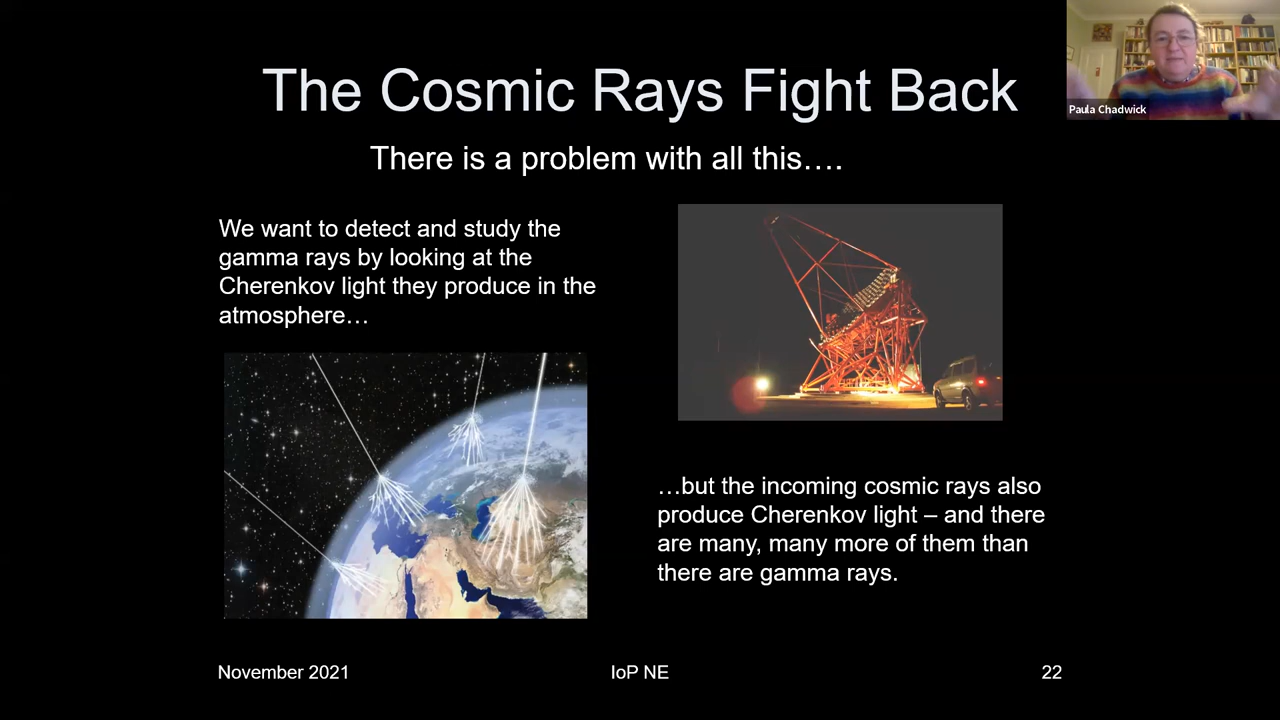 The Cosmic Rays Fight Back
Paula Chadwick
There is a problem with all this….
We want to detect and study the
gamma rays by looking at the
Cherenkov light they produce in the
atmosphere…
…but the incoming cosmic rays also
produce Cherenkov light – and there
are many, many more of them than
there are gamma rays.
November 2021
IoP NE
22